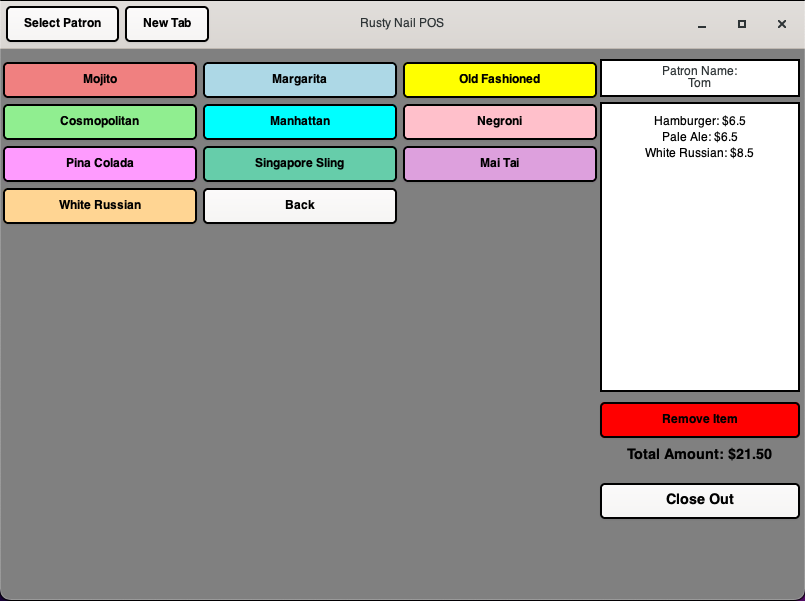 Select Patron
New Tab
Rusty Nail POS
Mojito
Margarita
Old Fashioned
Cosmopolitan
Manhattan
Negroni
Pina Colada
Singapore Sling
Mai Tai
White Russian
Back
Patron Name:
Tom
Hamburger: $6.5
Pale Ale: $6.5
White Russian: $8.5
Remove Item
Total Amount: $21.50
Close Out